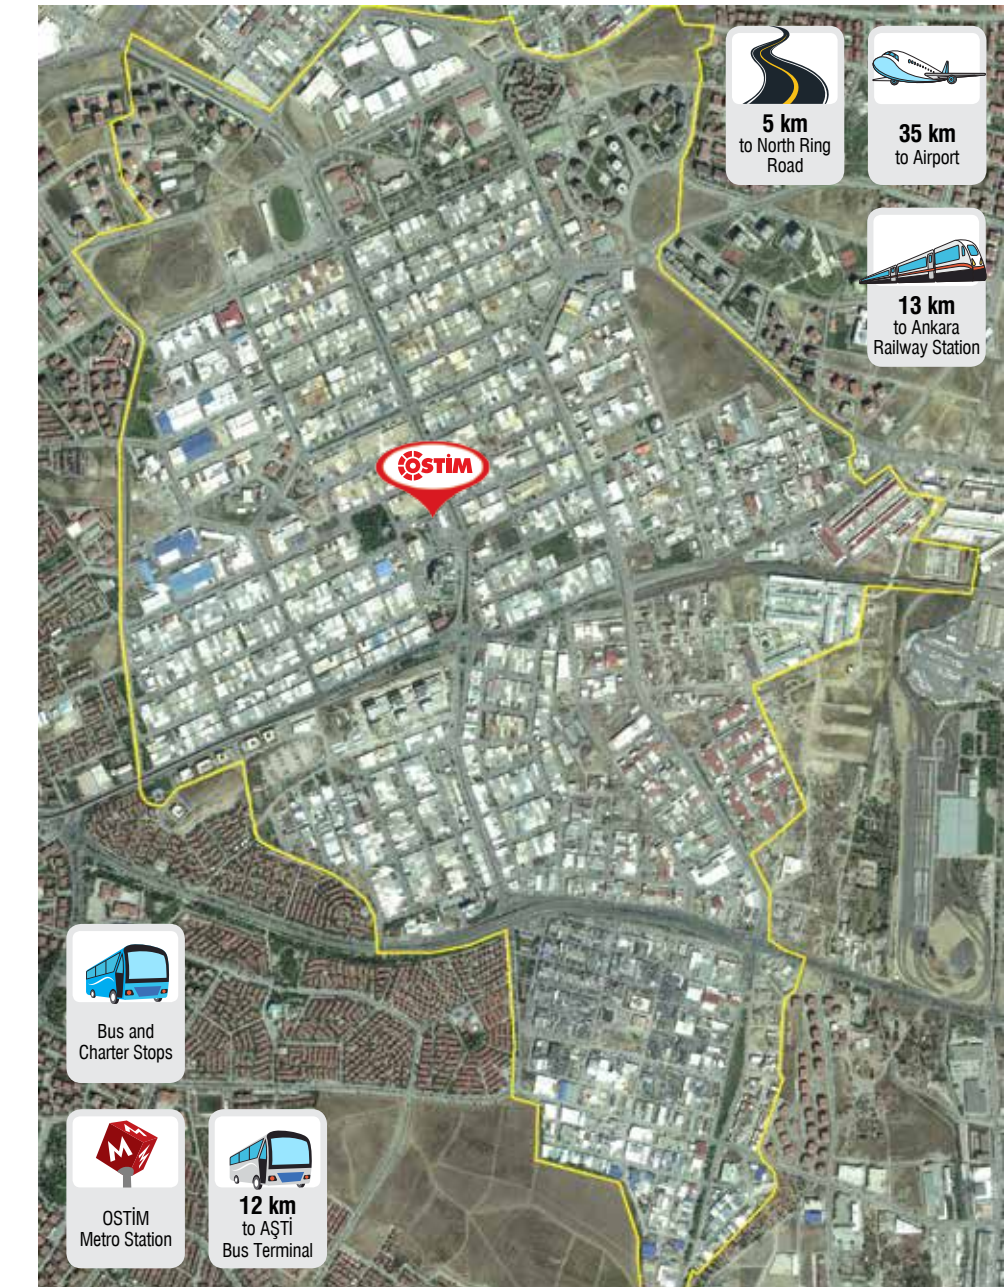 5 km
to North Ring
Road
35 km
to Airport
13 km
to Ankara
Railway Station
OSTİM
Bus and
Charter Stops
M
OSTİM
Metro Station
12 km
to AŞTİ
Bus Terminal